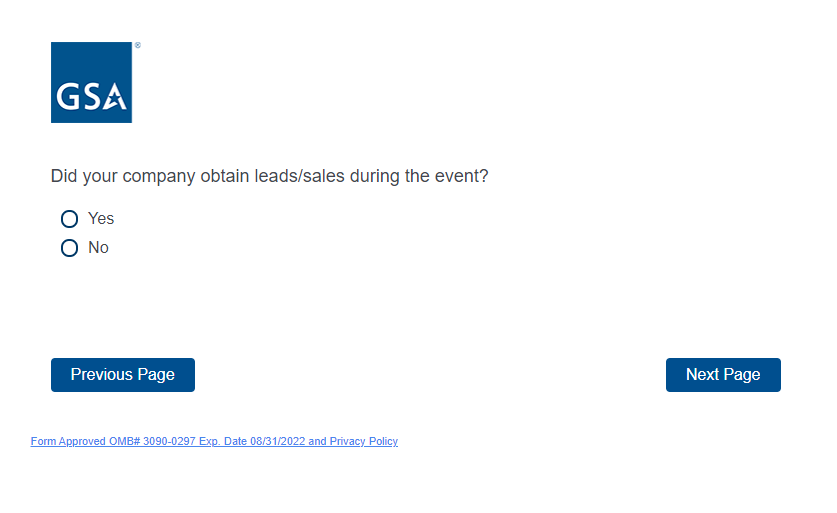 ®
GSA
Did your company obtain leads/sales during the event?
Yes
No
Previous Page
Next Page
Form Approved OMB# 3090-0297 Exp. Date 08/31/2022 and Privacy Policy